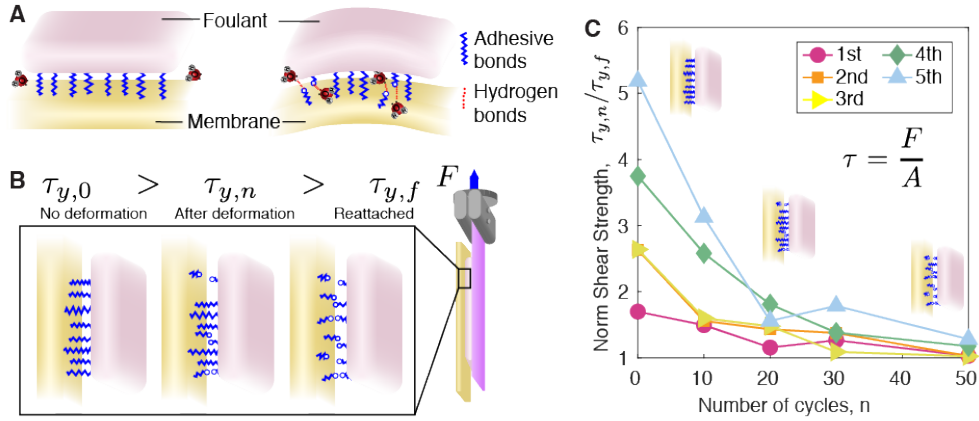 A
Foulant
Membrane
Adhesive
bonds
Hydrogen
bonds
B
τy,0 > τy,n > τy,f
No deformation After deformation Reattached
F
C
Norm Shear Strength, τy,n/τy,f
6
5
4
3
2
1
0 10 20 30 40 50
Number of cycles, n
1st
2nd
3rd
4th
5th
τ = F/A